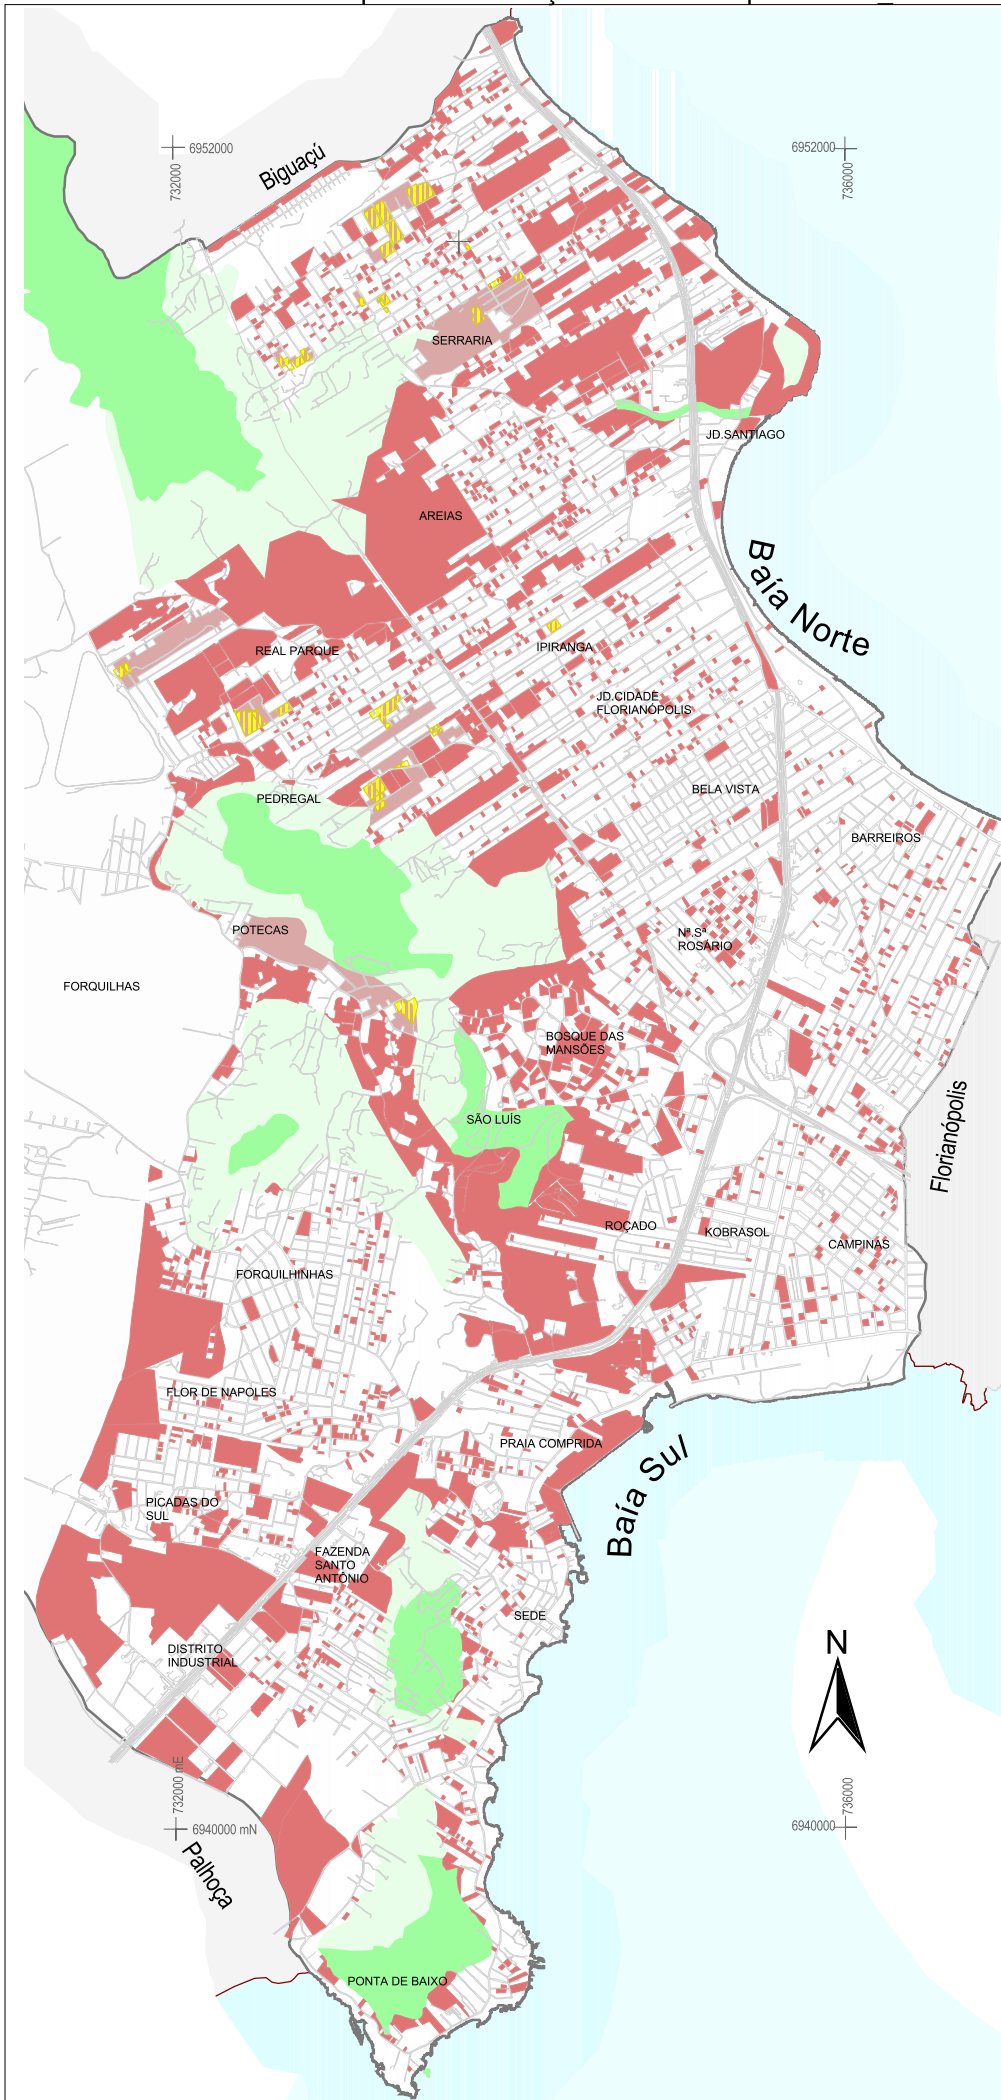 6952000
732000
Biguaçú
6952000
736000
SERRARIA
JD.SANTIAGO
AREIAS
Baía Norte
REAL PARQUE
IPIRANGA
JD.CIDADE
FLORIANÓPOLIS
PEDREGAL
BELA VISTA
BARREIROS
POTECAS
Nª.Sª
ROSÁRIO
FORQUILHAS
BOSQUE DAS
MANSÕES
SÃO LUÍS
Florianópolis
ROÇADO
KOBRASOL
CAMPINAS
FORQUILHINHAS
FLOR DE NAPOLES
PRAIA COMPRIDA
Baía Sul
PICADAS DO
SUL
FAZENDA
SANTO
ANTÔNIO
SEDE
DISTRITO
INDUSTRIAL
N
732000 mE
6940000 mN
736000
6940000
Palhoça
PONTA DE BAIXO